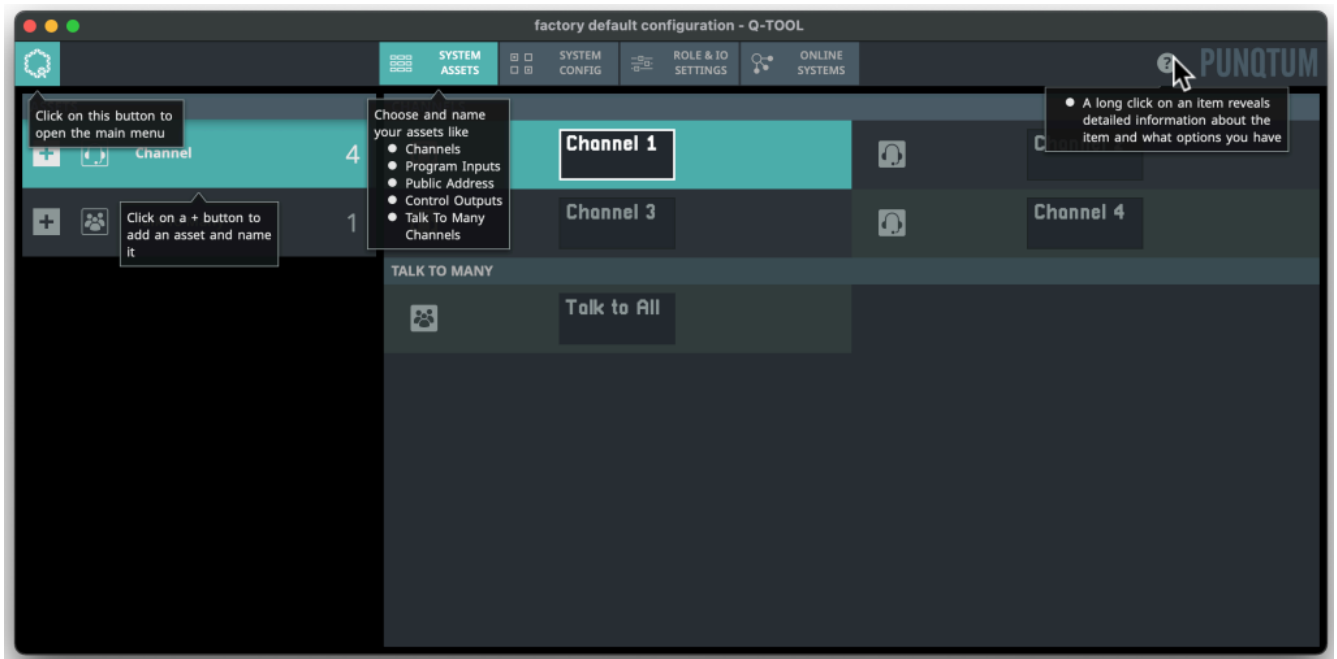 factory default configuration - Q-TOOL
SYSTEM
ASSETS
SYSTEM
CONFIG
ROLE & IO
SETTINGS
ONLINE
SYSTEMS
?
PUNQTUM
Click on this button to
open the main menu
Choose and name
your assets like
Channels
Program Inputs
Public Address
Control Outputs
Talk To Many
Channels
A long click on an item reveals
detailed information about the
item and what options you have
+
Channel
4
Channel 1
+
1
Click on a + button to
add an asset and name
it
Channel 3
Channel 4
TALK TO MANY
Talk to All